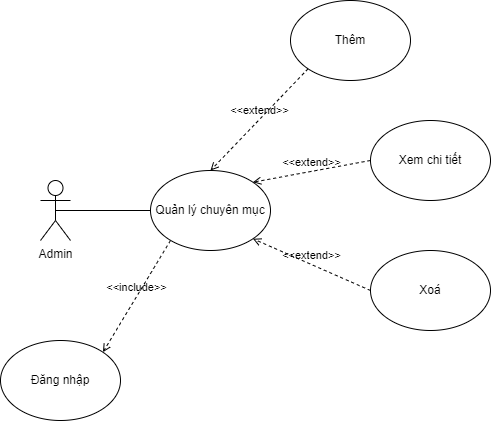 Thêm
<<extend>>
<<extend>>
Xem chi tiết
Quản lý chuyên mục
Admin
<<extend>>
Xoá
<<include>>
Đăng nhập